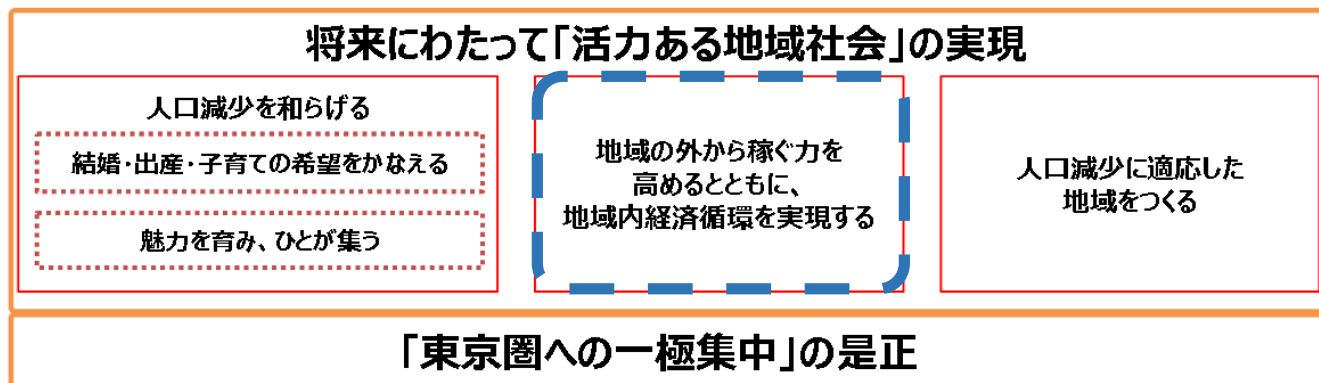 将来にわたって「活力ある地域社会」の実現
人口減少を和らげる
結婚・出産・子育ての希望をかなえる
魅力を育み、ひとが集う
地域の外から稼ぐ力を
高めるとともに、
地域内経済循環を実現する
人口減少に適応した
地域をつくる
「東京圏への一極集中」の是正